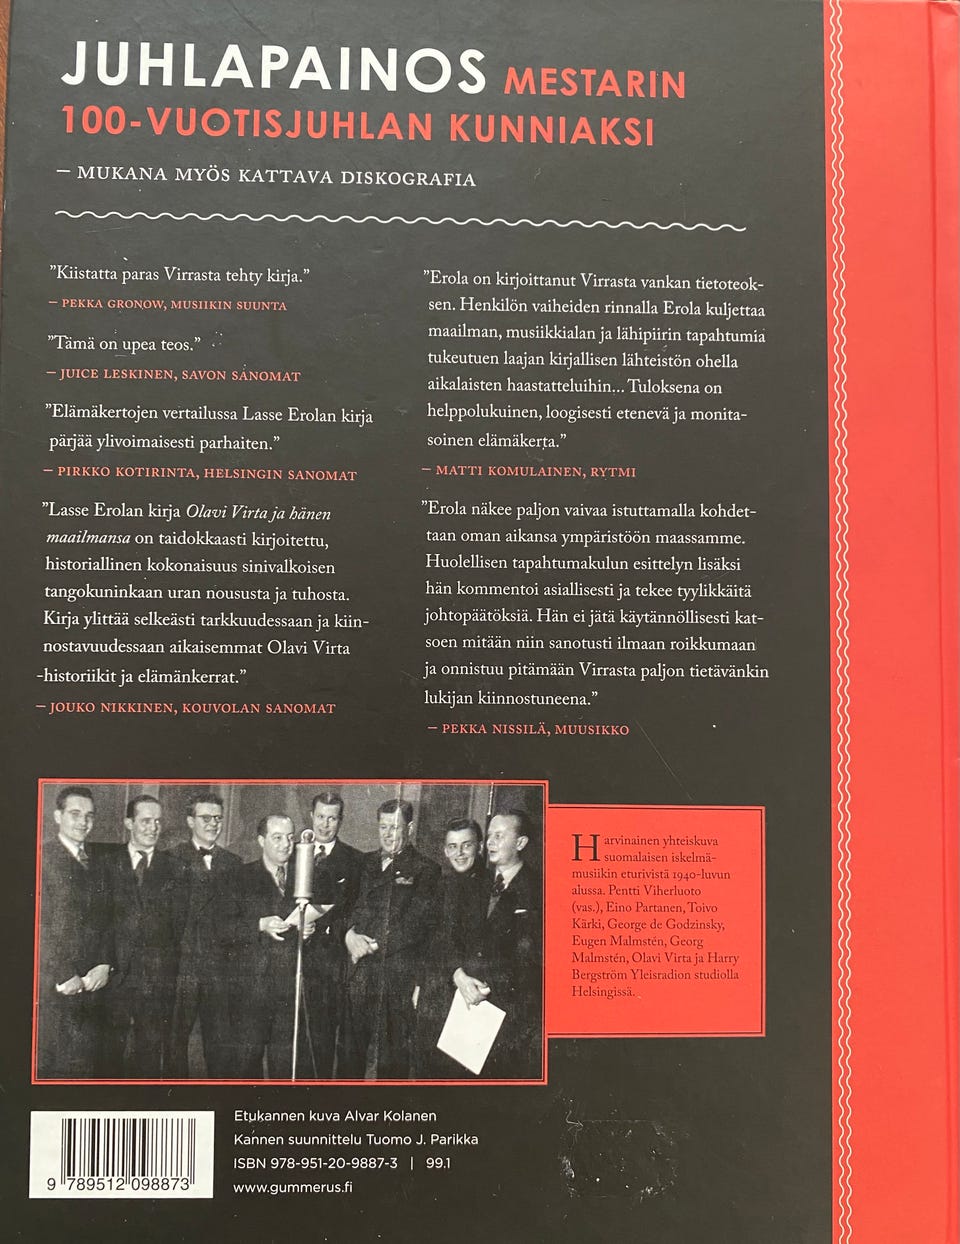 JUHLAPAINOS MESTARIN
100-VUOTISJUHLAN KUNNIAKSI
– MUKANA MYÖS KATTAVA DISKOGRAFIA
”Kiistatta paras Virrasta tehty kirja.”
– PEKKA GRONOW, MUSIIKIN SUUNTA
”Tämä on upea teos.”
– JUICE LESKINEN, SAVON SANOMAT
”Elämäkertojen vertailussa Lasse Erolan kirja
pärjää ylivoimaisesti parhaiten.”
– PIRKKO KOTIRINTA, HELSINGIN SANOMAT
”Lasse Erolan kirja Olavi Virta ja hänen
maailmansa on taidokkaasti kirjoitettu,
historiallinen kokonaisuus sinivalkoisen
tangokuninkaan uran noususta ja tuhosta.
Kirja ylittää selkeästi tarkkuudessaan ja kiin-
nostavuudessaan aikaisemmat Olavi Virta
-historiikit ja elämänkerrat.”
– JOUKO NIKKINEN, KOUVOLAN SANOMAT
”Erola on kirjoittanut Virrasta vankan tietoteok-
sen. Henkilön vaiheiden rinnalla Erola kuljettaa
maailman, musiikkialan ja lähipiirin tapahtumia
tukeutuen laajan kirjallisen lähteistön ohella
aikalaisten haastatteluihin... Tuloksena on
helppolukuinen, loogisesti etenevä ja monita-
soinen elämäkerta.”
– MATTI KOMULAINEN, RYTMI
”Erola näkee paljon vaivaa istuttamalla kohdet-
taan oman aikansa ympäristöön maassamme.
Huolellisen tapahtumakulun esittelyn lisäksi
hän kommentoi asiallisesti ja tekee tyylikkäitä
johtopäätöksiä. Hän ei jätä käytännöllisesti kat-
soen mitään niin sanotusti ilmaan roikkumaan
ja onnistuu pitämään Virrasta paljon tietävänkin
lukijan kiinnostuneena.”
– PEKKA NISSILÄ, MUUSIKKO
Harvinainen yhteiskuva
suomalaisen iskelmä-
musiikin eturivistä 1940-luvun
alussa. Pentti Viherluoto
(vas.), Eino Partanen, Toivo
Kärki, George de Godzinsky,
Eugen Malmstén, Georg
Malmstén, Olavi Virta ja Harry
Bergström Yleisradion studiolla
Helsingissä.
Etukannen kuva Alvar Kolanen
Kannen suunnittelu Tuomo J. Parikka
ISBN 978-951-20-9887-3 | 99.1
www.gummerus.fi
9 789512 098873